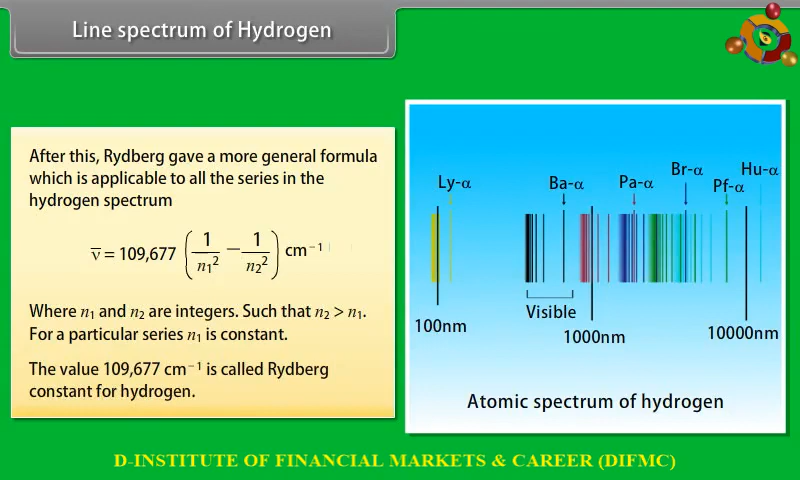 Line spectrum of Hydrogen
After this, Rydberg gave a more general formula
which is applicable to all the series in the
hydrogen spectrum
ν̅ = 109,677 (1/n₁² − 1/n₂²) cm⁻¹
Where n₁ and n₂ are integers. Such that n₂ > n₁.
For a particular series n₁ is constant.
The value 109,677 cm⁻¹ is called Rydberg
constant for hydrogen.
Ly-α
Ba-α
Pa-α
Br-α
Pf-α
Hu-α
Visible
100nm
1000nm
10000nm
Atomic spectrum of hydrogen
D-INSTITUTE OF FINANCIAL MARKETS & CAREER (DIFMC)